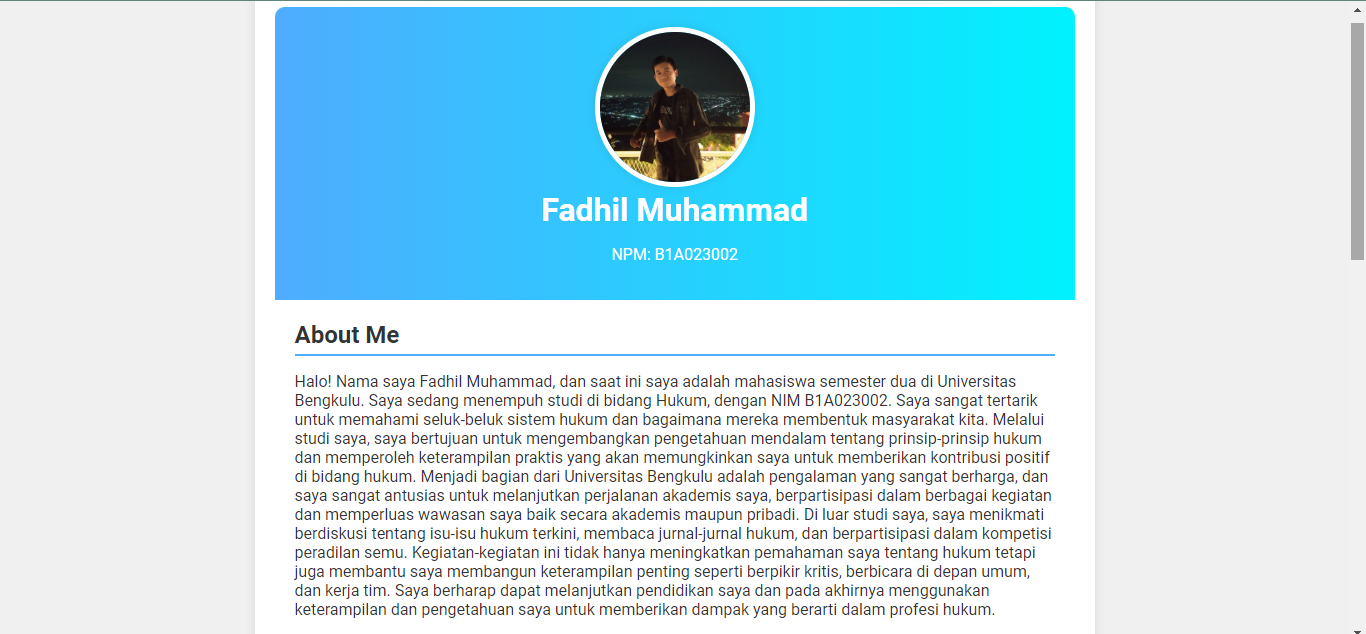 Fadhil Muhammad
NPM: B1A023002
About Me
Halo! Nama saya Fadhil Muhammad, dan saat ini saya adalah mahasiswa semester dua di Universitas
Bengkulu. Saya sedang menempuh studi di bidang Hukum, dengan NIM B1A023002. Saya sangat tertarik
untuk memahami seluk-beluk sistem hukum dan bagaimana mereka membentuk masyarakat kita. Melalui
studi saya, saya bertujuan untuk mengembangkan pengetahuan mendalam tentang prinsip-prinsip hukum
dan memperoleh keterampilan praktis yang akan memungkinkan saya untuk memberikan kontribusi positif
di bidang hukum. Menjadi bagian dari Universitas Bengkulu adalah pengalaman yang sangat berharga, dan
saya sangat antusias untuk melanjutkan perjalanan akademis saya, berpartisipasi dalam berbagai kegiatan
dan memperluas wawasan saya baik secara akademis maupun pribadi. Di luar studi saya, saya menikmati
berdiskusi tentang isu-isu hukum terkini, membaca jurnal-jurnal hukum, dan berpartisipasi dalam kompetisi
peradilan semu. Kegiatan-kegiatan ini tidak hanya meningkatkan pemahaman saya tentang hukum tetapi
juga membantu saya membangun keterampilan penting seperti berpikir kritis, berbicara di depan umum,
dan kerja tim. Saya berharap dapat melanjutkan pendidikan saya dan pada akhirnya menggunakan
keterampilan dan pengetahuan saya untuk memberikan dampak yang berarti dalam profesi hukum.